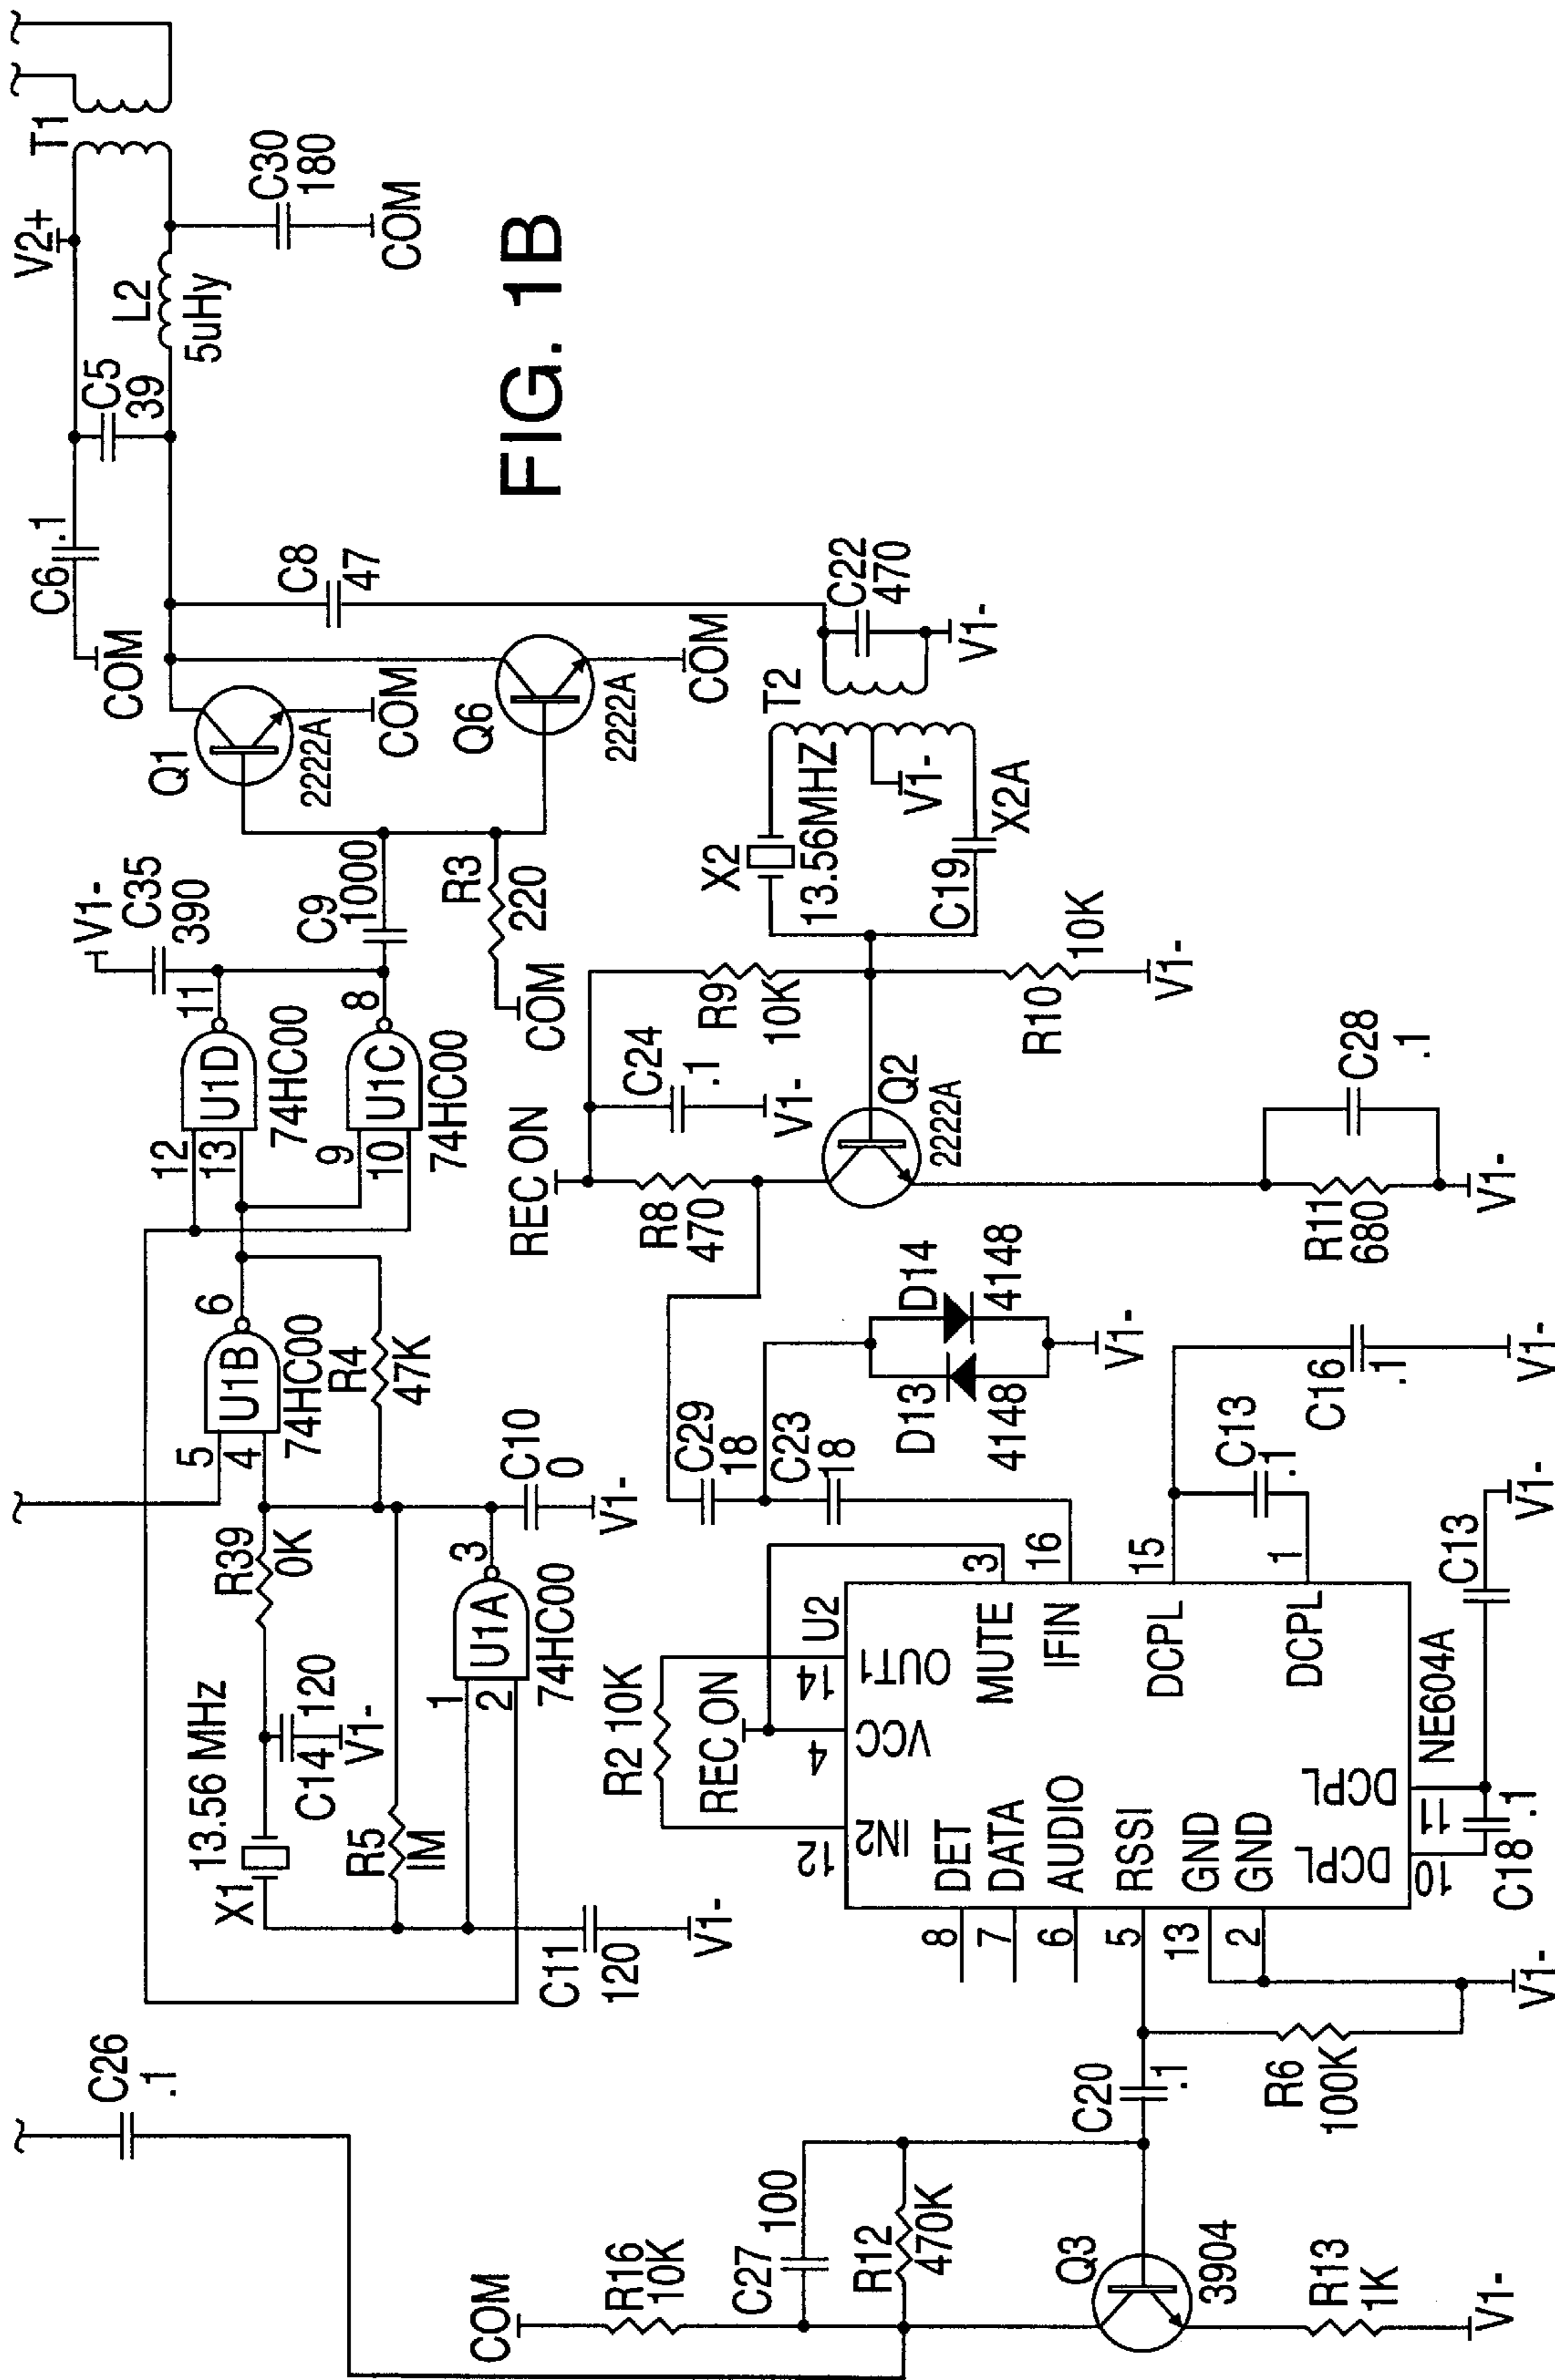 C26
.1
X1
13.56 MHz
R39
0K
C14
120
V1-
R5
IM
1
2
3
U1A
74HC00
C11
120
V1-
C10
0
V1-
5
4
6
U1B
74HC00
R4
47K
12
13
11
U1D
74HC00
9
10
8
U1C
74HC00
V1-
C35
390
C9
1000
R3
220
COM
Q1
2222A
COM
Q6
2222A
COM
COM
C6
.1
C5
39
L2
5uHy
V2+
T1
C30
180
COM
C8
47
FIG. 1B
C22
470
V1-
T2
X2
13.56MHZ
V1-
C19
X2A
REC ON
C24
.1
V1-
R9
10K
R10
10K
V1-
R8
470
Q2
2222A
C28
.1
R11
680
V1-
C29
18
C23
18
D14
4148
D13
4148
V1-
COM
R16
10K
C27
100
R12
470K
Q3
3904
R13
1K
V1-
C20
.1
R6
100K
V1-
R2 10K
REC ON
U2
12
IN2
4
VCC
14
OUT1
8
DET
7
DATA
6
AUDIO
5
RSSI
13
GND
2
GND
MUTE
3
IFIN
16
DCPL
15
DCPL
1
DCPL
10
DCPL
11
NE604A
C18
.1
C13
V1-
C13
.1
C16
.1
V1-